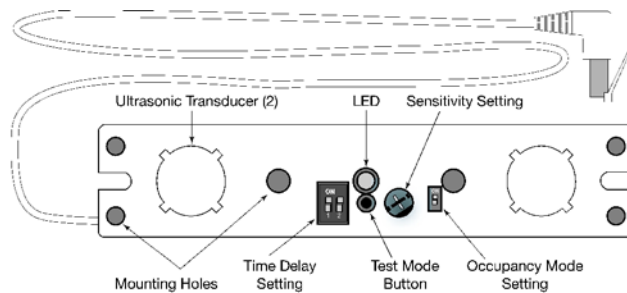 Ultrasonic Transducer (2)
LED
Sensitivity Setting
ON
1 2
Mounting Holes
Time Delay
Setting
Test Mode
Button
Occupancy Mode
Setting